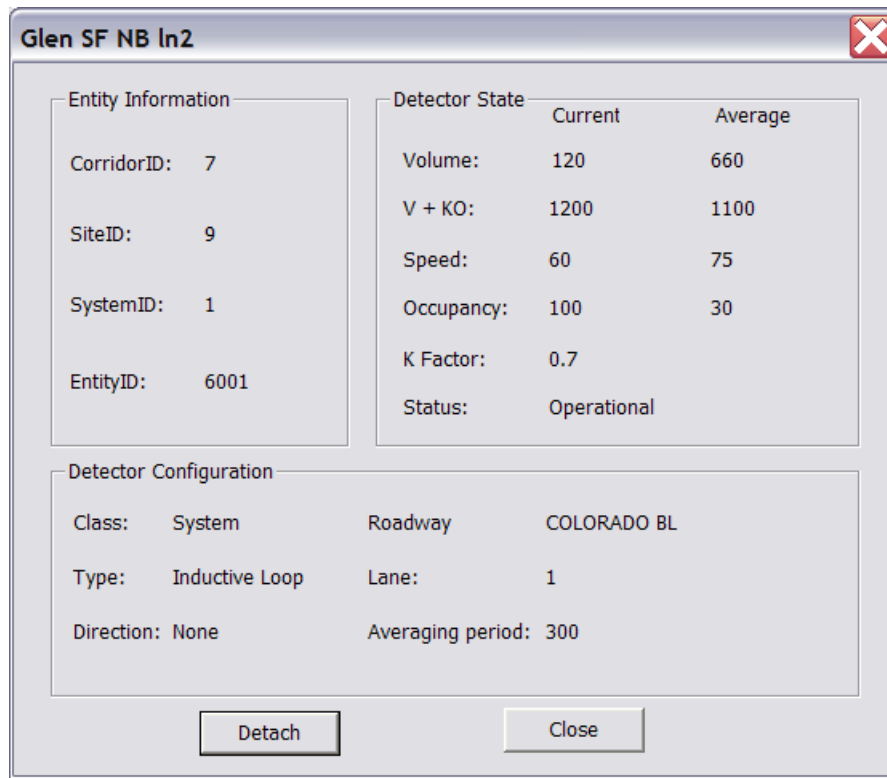 Glen SF NB ln2
Entity Information
CorridorID: 7
SiteID: 9
SystemID: 1
EntityID: 6001
Detector State
Current Average
Volume: 120 660
V + KO: 1200 1100
Speed: 60 75
Occupancy: 100 30
K Factor: 0.7
Status: Operational
Detector Configuration
Class: System Roadway COLORADO BL
Type: Inductive Loop Lane: 1
Direction: None Averaging period: 300
Detach Close